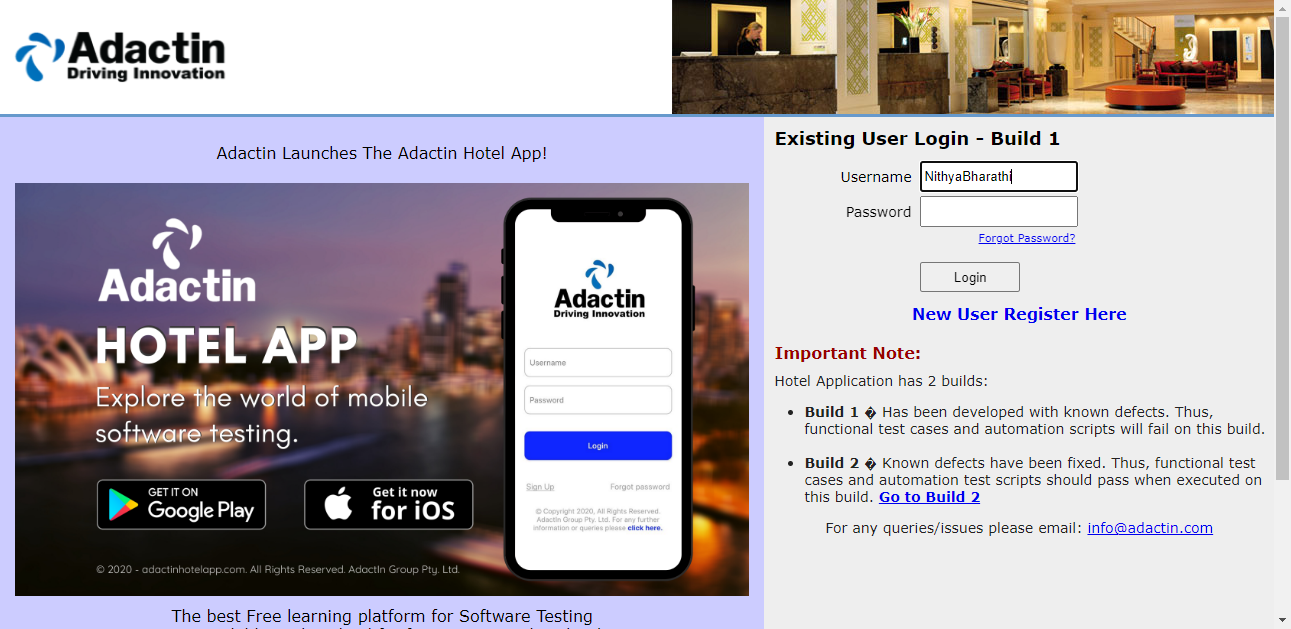 Adactin
Driving Innovation
Adactin Launches The Adactin Hotel App!
Adactin
HOTEL APP
Explore the world of mobile
software testing.
GET IT ON
Google Play
Get it now
for iOS
© 2020 - adactinhotelapp.com. All Rights Reserved. AdactIn Group Pty. Ltd.
Adactin
Driving Innovation
Username
Password
Login
Sign Up
Forgot password
© Copyright 2020, All Rights Reserved.
Adactin Group Pty. Ltd. For any further
information or queries please click here.
The best Free learning platform for Software Testing
Existing User Login - Build 1
Username NithyaBharathi
Password
Forgot Password?
Login
New User Register Here
Important Note:
Hotel Application has 2 builds:
• Build 1 � Has been developed with known defects. Thus,
functional test cases and automation scripts will fail on this build.
• Build 2 � Known defects have been fixed. Thus, functional test
cases and automation test scripts should pass when executed on
this build. Go to Build 2
For any queries/issues please email: info@adactin.com